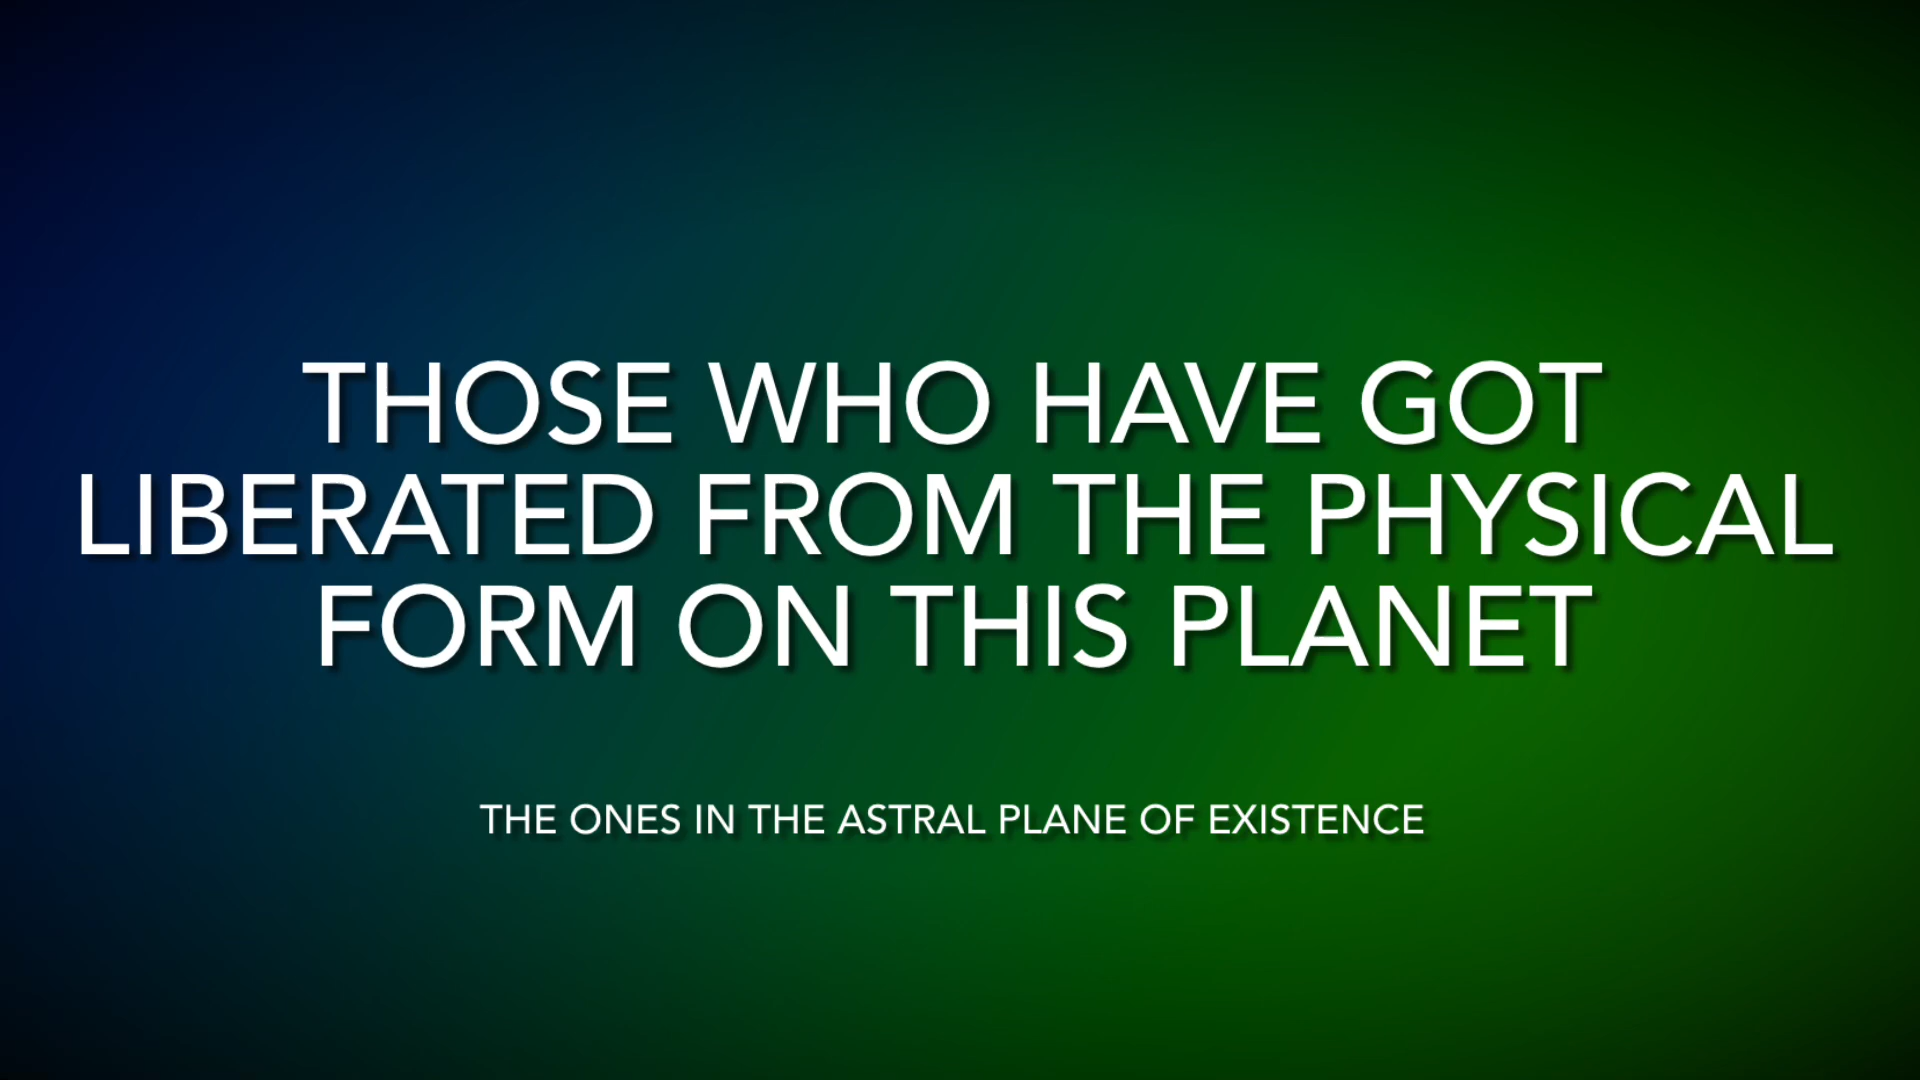 THOSE WHO HAVE GOT
LIBERATED FROM THE PHYSICAL
FORM ON THIS PLANET
THE ONES IN THE ASTRAL PLANE OF EXISTENCE